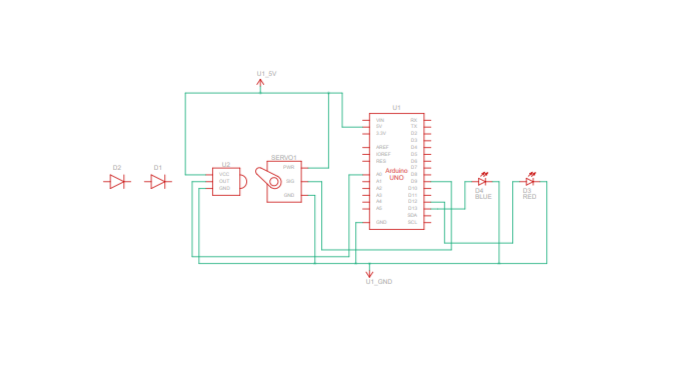 U1_5V
U1
VIN
5V
3.3V
AREF
IOREF
RES
A0
A1
A2
A3
A4
A5
GND
Arduino
UNO
RX
TX
D2
D3
D4
D5
D6
D7
D8
D9
D10
D11
D12
D13
SDA
SCL
D2
D1
U2
VCC
OUT
GND
SERVO1
PWR
SIG
GND
D4
BLUE
D3
RED
U1_GND